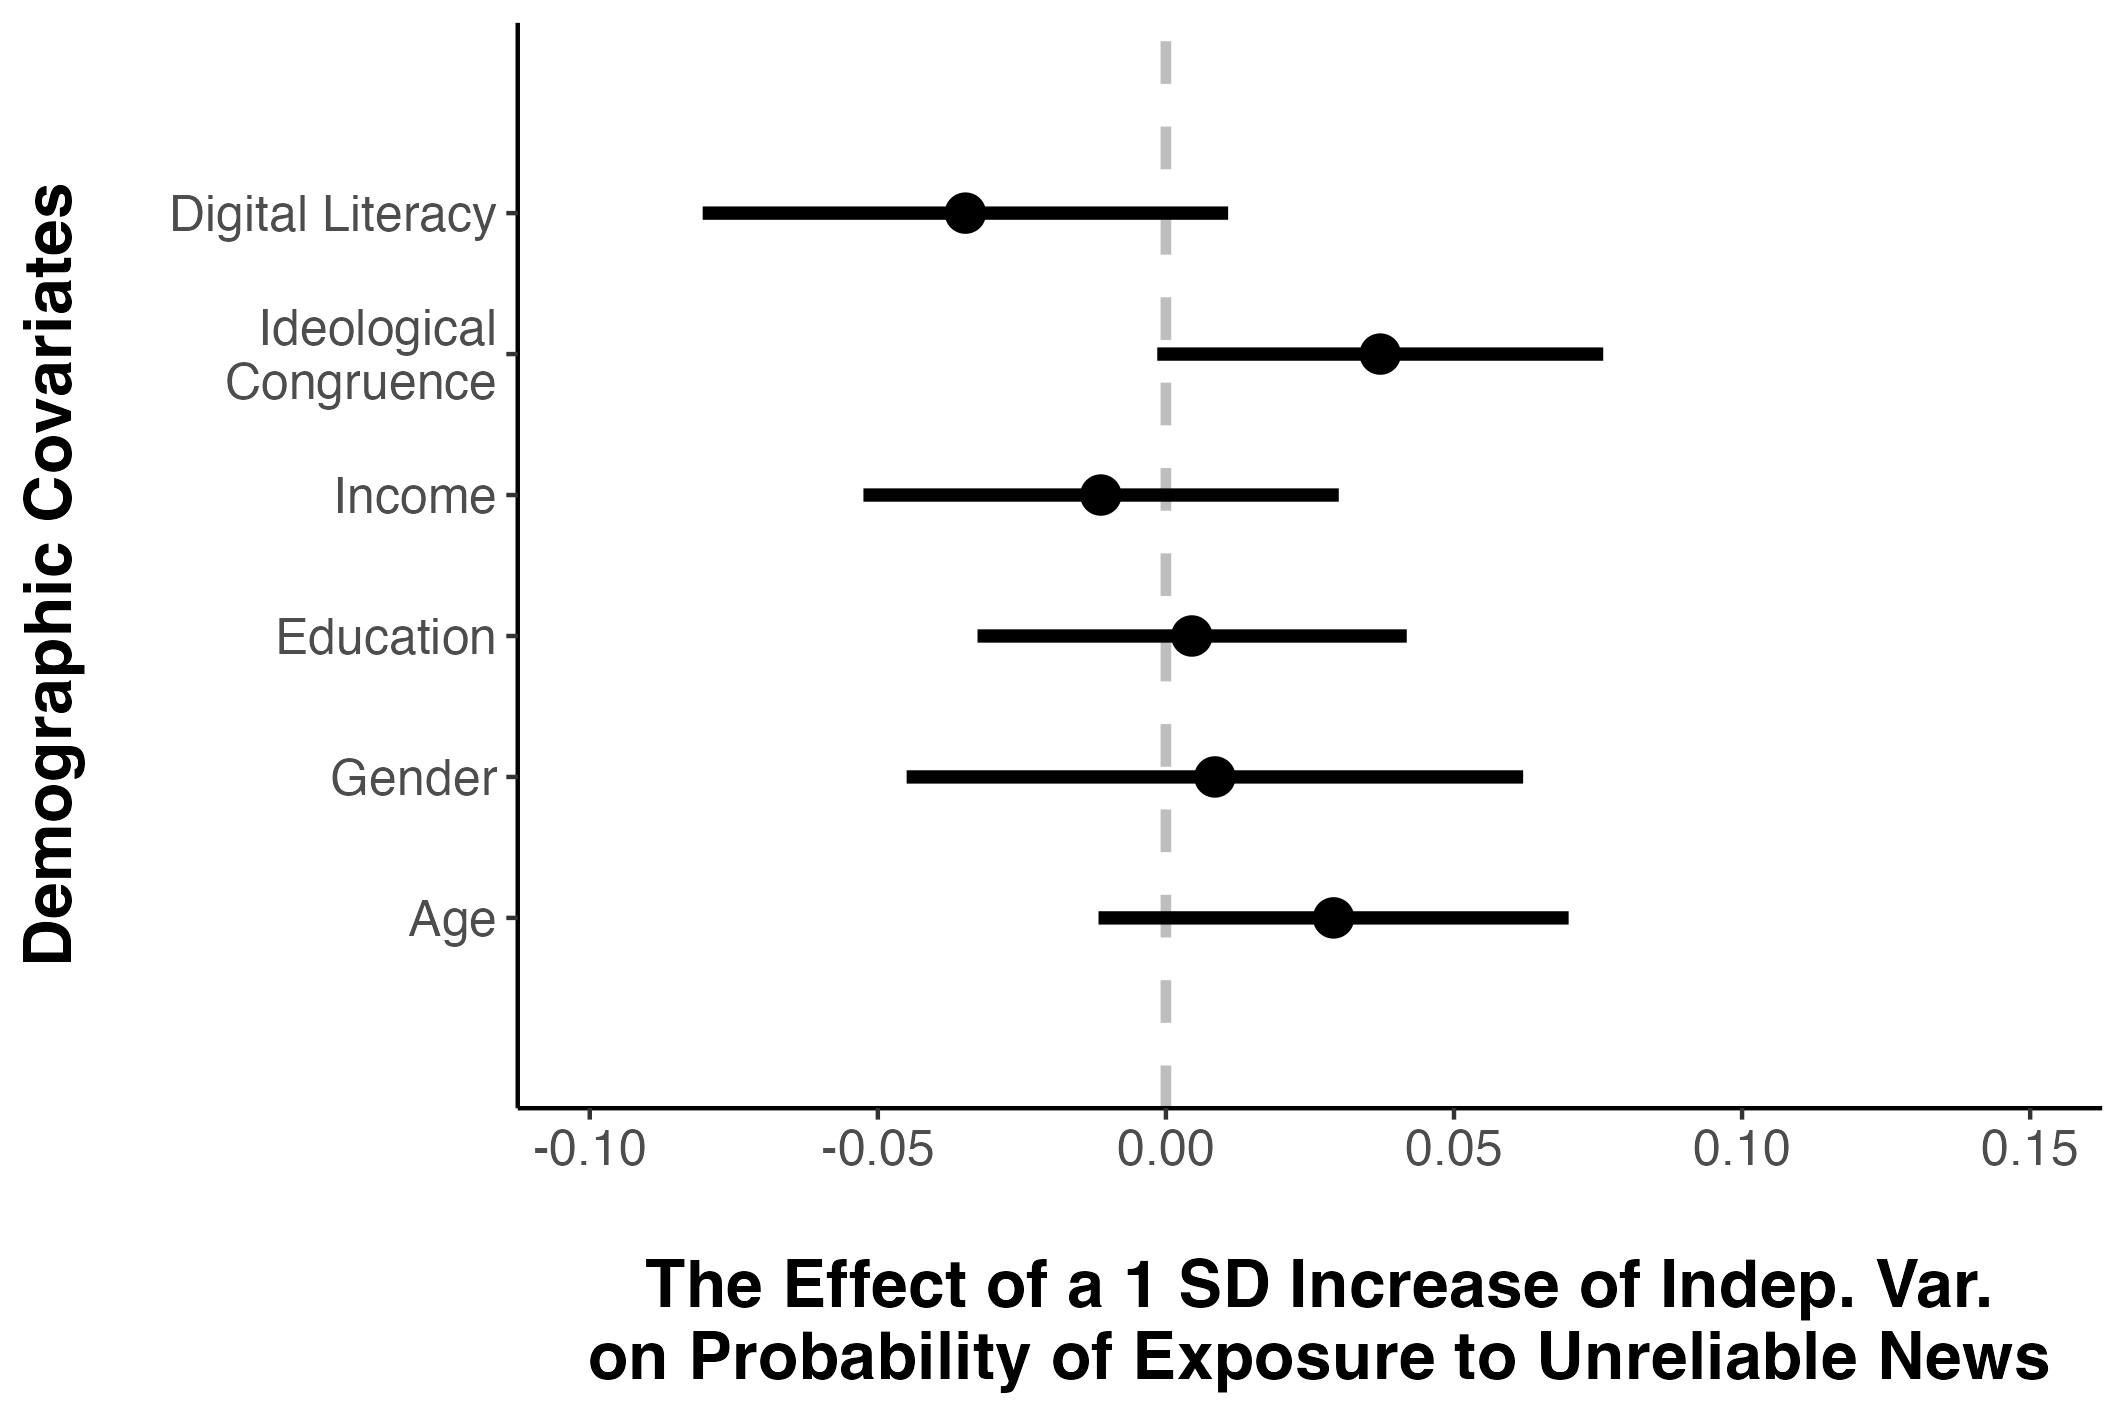 Demographic Covariates
Digital Literacy
Ideological
Congruence
Income
Education
Gender
Age
-0.10 -0.05 0.00 0.05 0.10 0.15
The Effect of a 1 SD Increase of Indep. Var.
on Probability of Exposure to Unreliable News